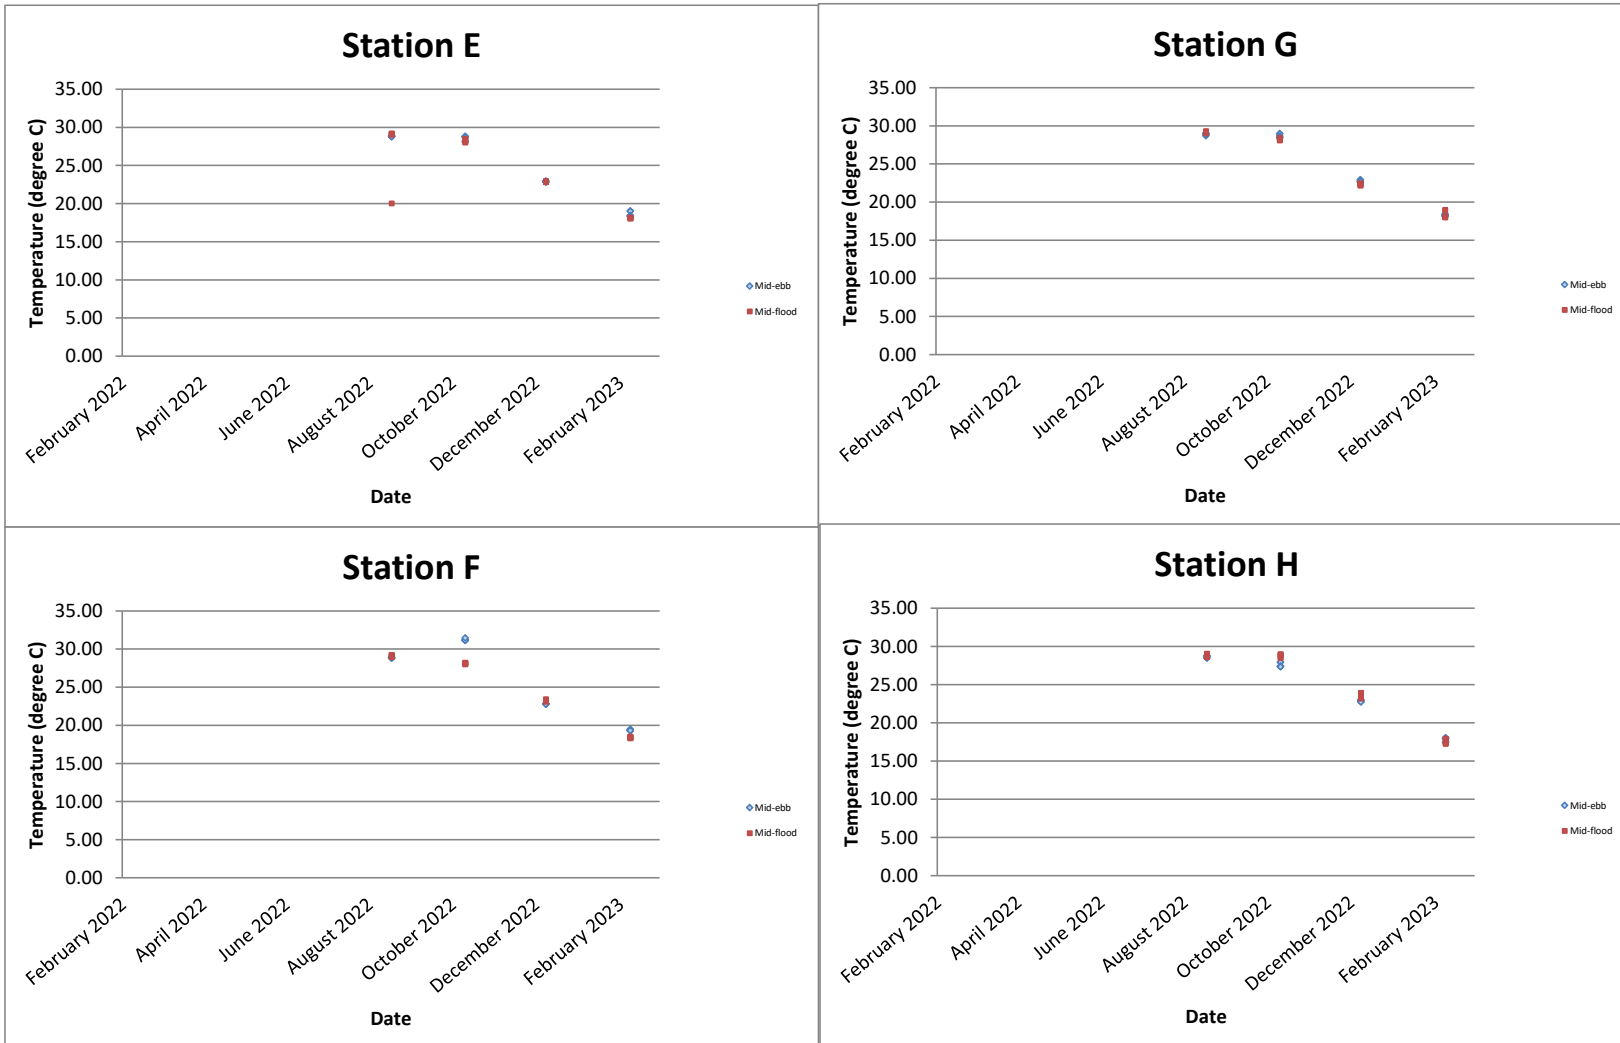 Station E
Temperature (degree C)
35.00
30.00
25.00
20.00
15.00
10.00
5.00
0.00
February 2022
April 2022
June 2022
August 2022
October 2022
December 2022
February 2023
Date
Mid-ebb
Mid-flood
Station G
Temperature (degree C)
35.00
30.00
25.00
20.00
15.00
10.00
5.00
0.00
February 2022
April 2022
June 2022
August 2022
October 2022
December 2022
February 2023
Date
Mid-ebb
Mid-flood
Station F
Temperature (degree C)
35.00
30.00
25.00
20.00
15.00
10.00
5.00
0.00
February 2022
April 2022
June 2022
August 2022
October 2022
December 2022
February 2023
Date
Mid-ebb
Mid-flood
Station H
Temperature (degree C)
35.00
30.00
25.00
20.00
15.00
10.00
5.00
0.00
February 2022
April 2022
June 2022
August 2022
October 2022
December 2022
February 2023
Date
Mid-ebb
Mid-flood